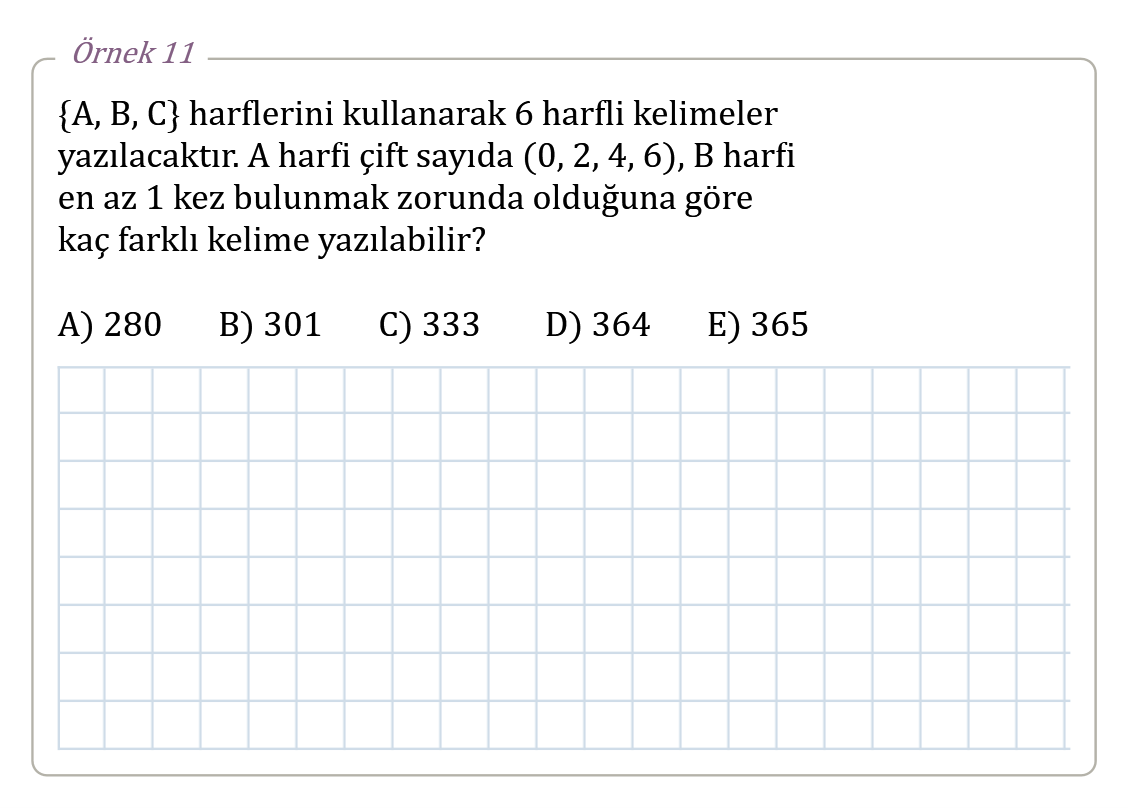 Örnek 11
{A, B, C} harflerini kullanarak 6 harfli kelimeler
yazılacaktır. A harfi çift sayıda (0, 2, 4, 6), B harfi
en az 1 kez bulunmak zorunda olduğuna göre
kaç farklı kelime yazılabilir?
A) 280 B) 301 C) 333 D) 364 E) 365